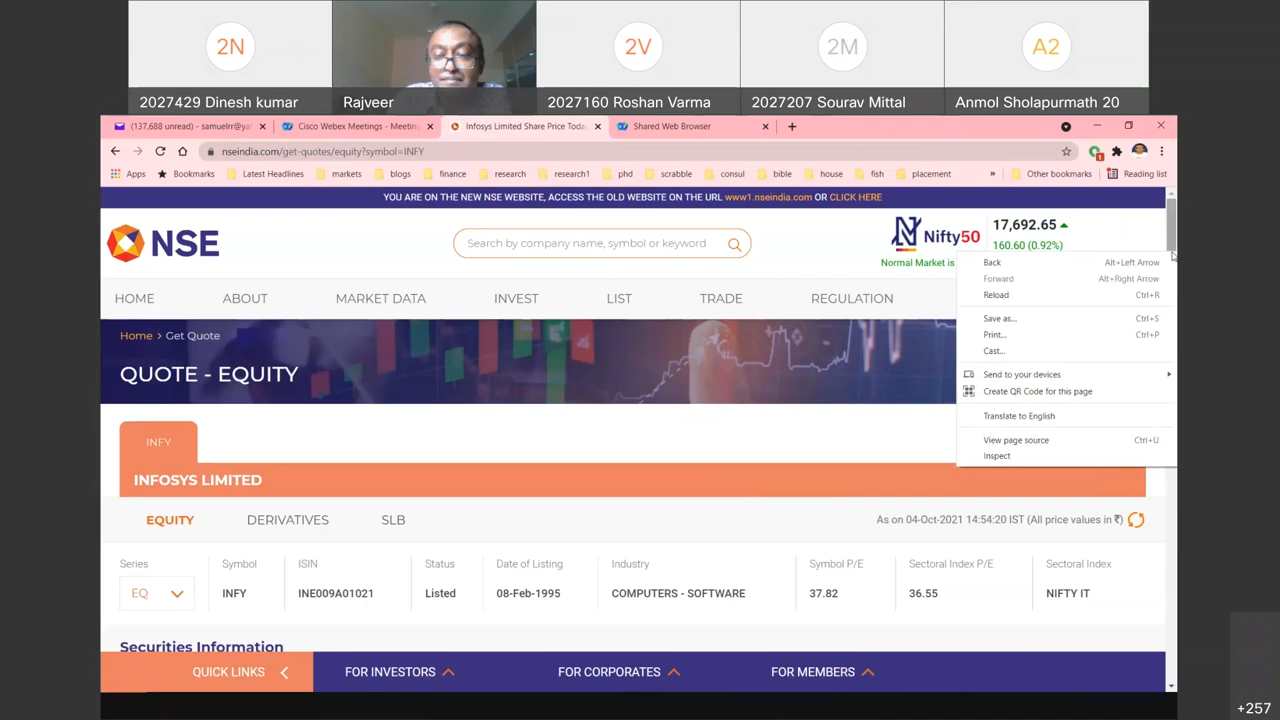 2N
2V
2M
A2
2027429 Dinesh kumar
Rajveer
2027160 Roshan Varma
2027207 Sourav Mittal
Anmol Sholapurmath 20
(137,688 unread) - samuelrr@ya
Cisco Webex Meetings - Meetin
Infosys Limited Share Price Toda
Shared Web Browser
nseindia.com/get-quotes/equity?symbol=INFY
1
Apps
Bookmarks
Latest Headlines
markets
blogs
finance
research
research1
phd
scrabble
consul
bible
house
fish
placement
»
Other bookmarks
Reading list
YOU ARE ON THE NEW NSE WEBSITE, ACCESS THE OLD WEBSITE ON THE URL www1.nseindia.com OR CLICK HERE
NSE
Search by company name, symbol or keyword
Nifty50
17,692.65
160.60 (0.92%)
Normal Market is
HOME
ABOUT
MARKET DATA
INVEST
LIST
TRADE
REGULATION
Back Alt+Left Arrow
Forward Alt+Right Arrow
Reload Ctrl+R
Save as... Ctrl+S
Print... Ctrl+P
Cast...
Send to your devices
Create QR Code for this page
Translate to English
View page source Ctrl+U
Inspect
Home > Get Quote
QUOTE - EQUITY
INFY
INFOSYS LIMITED
EQUITY
DERIVATIVES
SLB
As on 04-Oct-2021 14:54:20 IST (All price values in ₹)
Series
Symbol
ISIN
Status
Date of Listing
Industry
Symbol P/E
Sectoral Index P/E
Sectoral Index
EQ
INFY
INE009A01021
Listed
08-Feb-1995
COMPUTERS - SOFTWARE
37.82
36.55
NIFTY IT
Securities Information
QUICK LINKS
FOR INVESTORS
FOR CORPORATES
FOR MEMBERS
+257